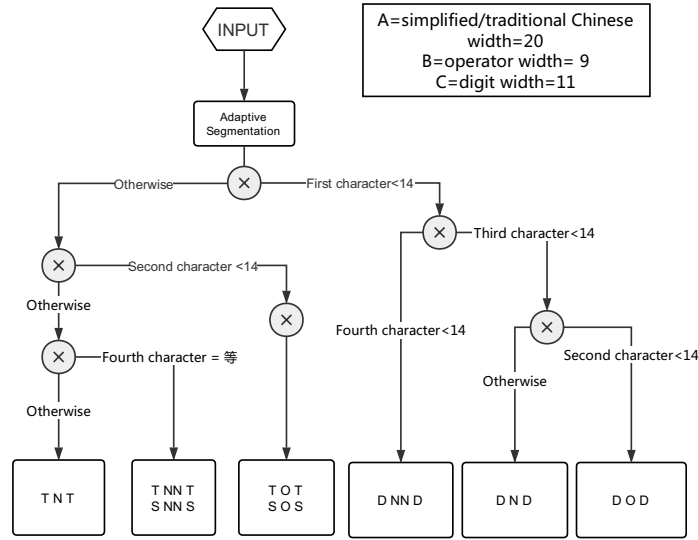 INPUT
A=simplified/traditional Chinese
width=20
B=operator width= 9
C=digit width=11
Adaptive
Segmentation
Otherwise
First character<14
Third character<14
Second character <14
Otherwise
Fourth character<14
Fourth character = 等
Second character<14
Otherwise
Otherwise
T N T
T NN T
S NN S
T O T
S O S
D NN D
D N D
D O D